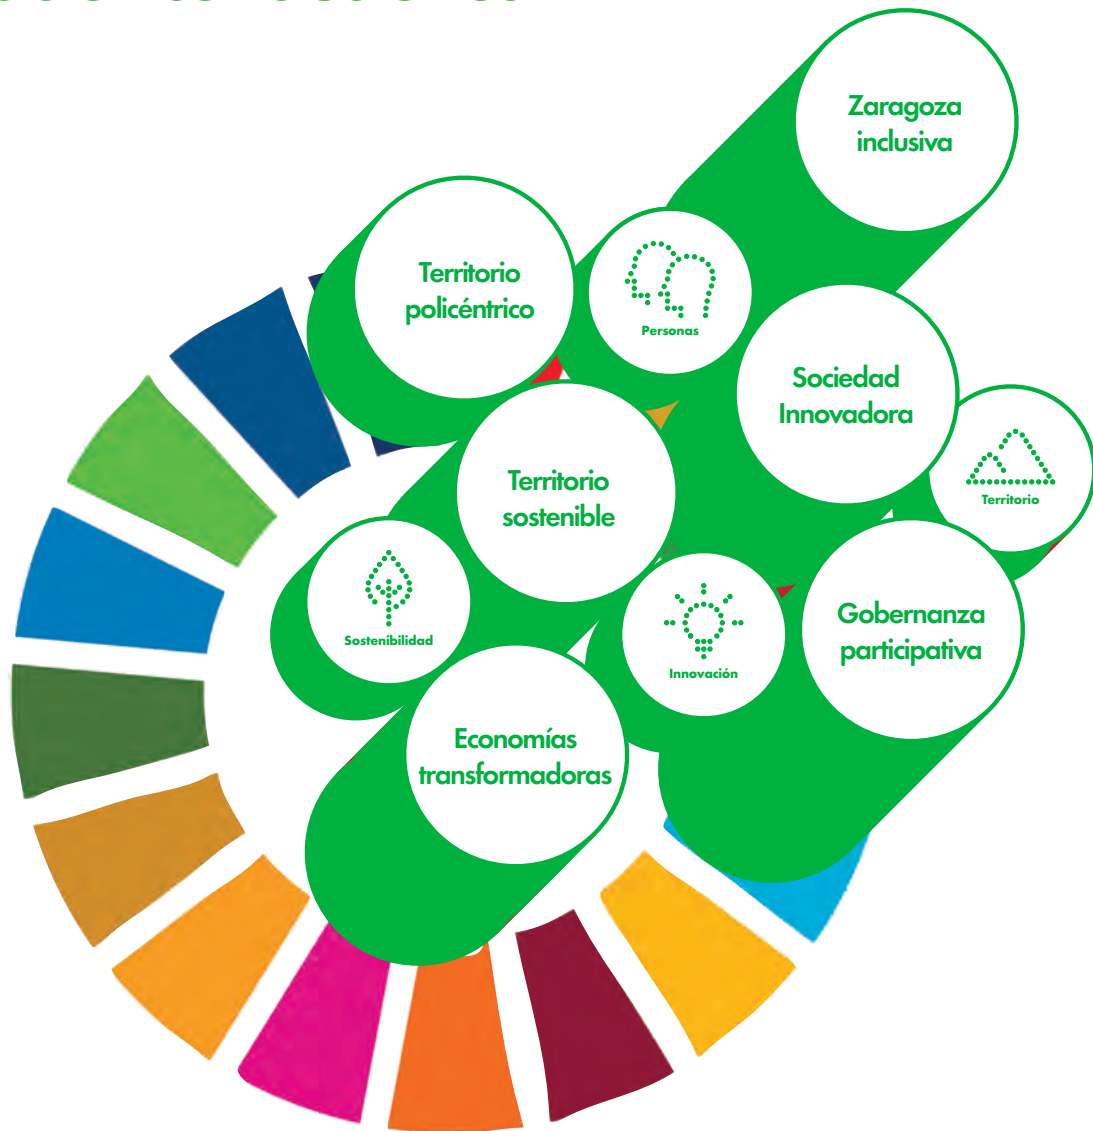 Zaragoza
inclusiva
Territorio
policéntrico
Personas
Sociedad
Innovadora
Territorio
Territorio
sostenible
Sostenibilidad
Innovación
Gobernanza
participativa
Economías
transformadoras